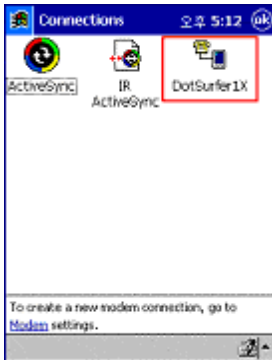 Connections 오후 5:12 ok
ActiveSync
IR ActiveSync
DotSurfer1X
To create a new modem connection, go to
Modem settings.